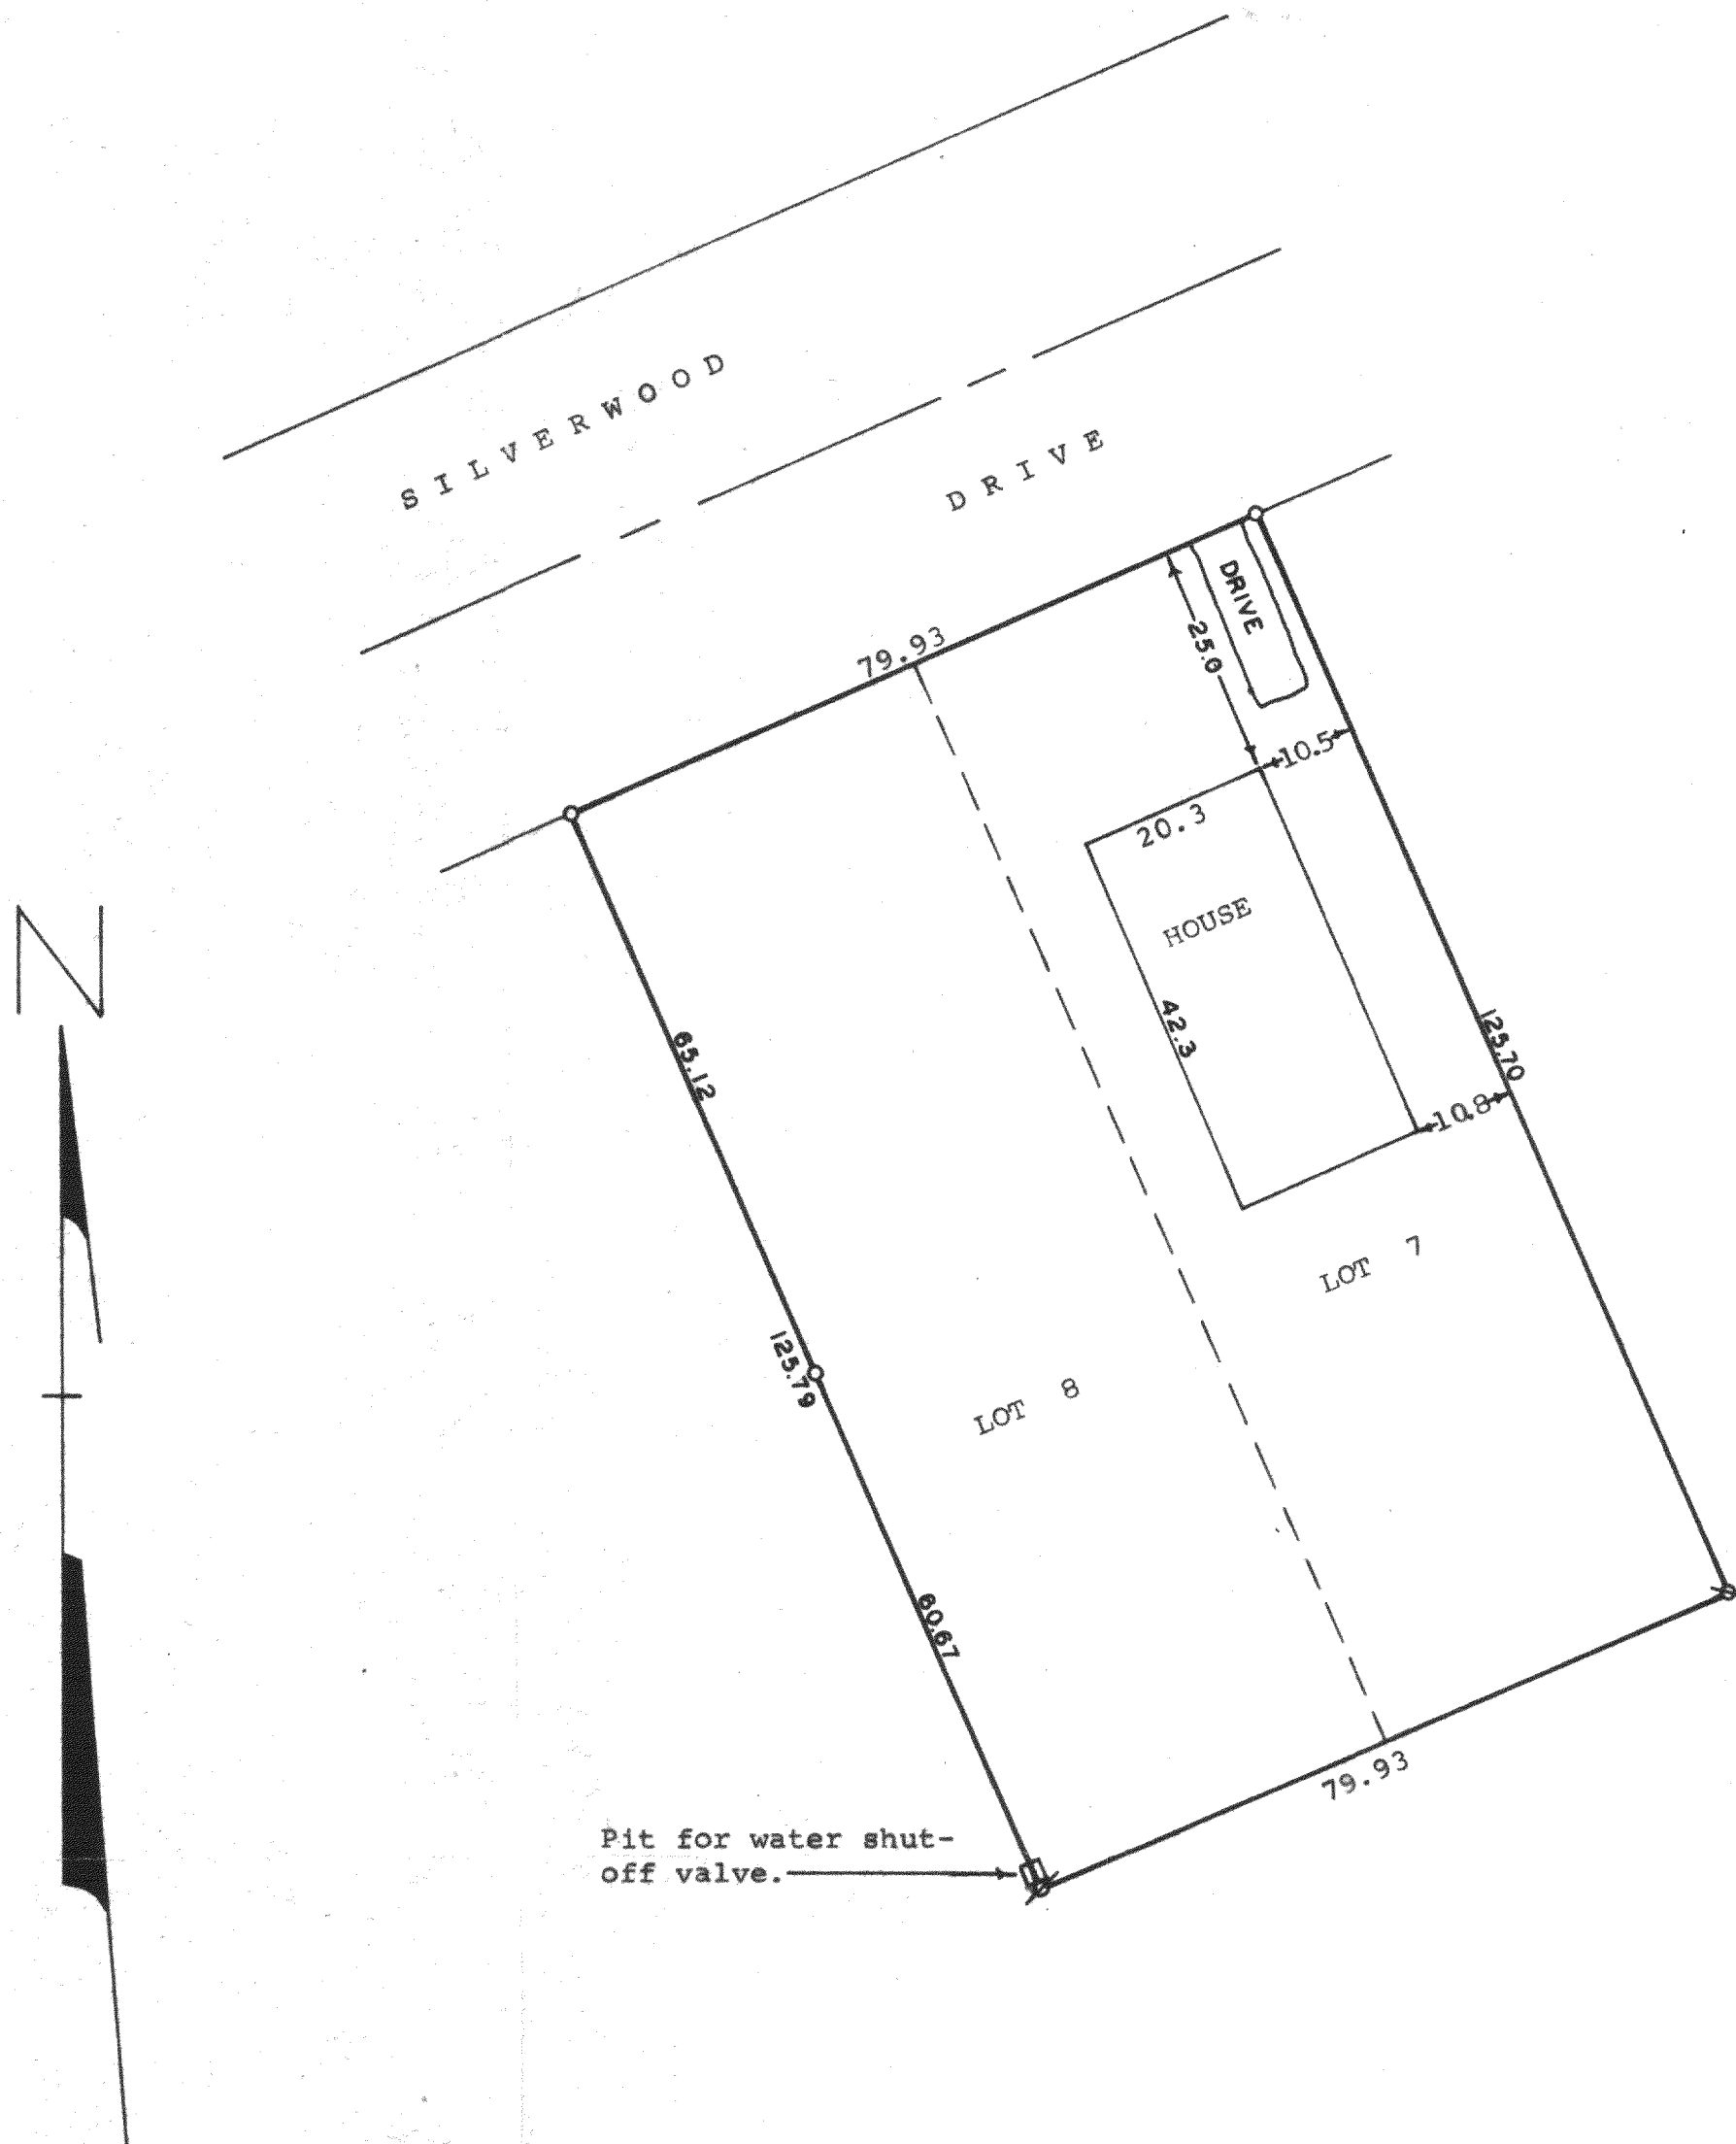 SILVERWOOD
DRIVE
79.93
DRIVE
25.0
10.5
20.3
HOUSE
42.3
125.70
10.8
N
65.12
LOT 7
125.79
LOT 8
60.67
79.93
Pit for water shut-
off valve.